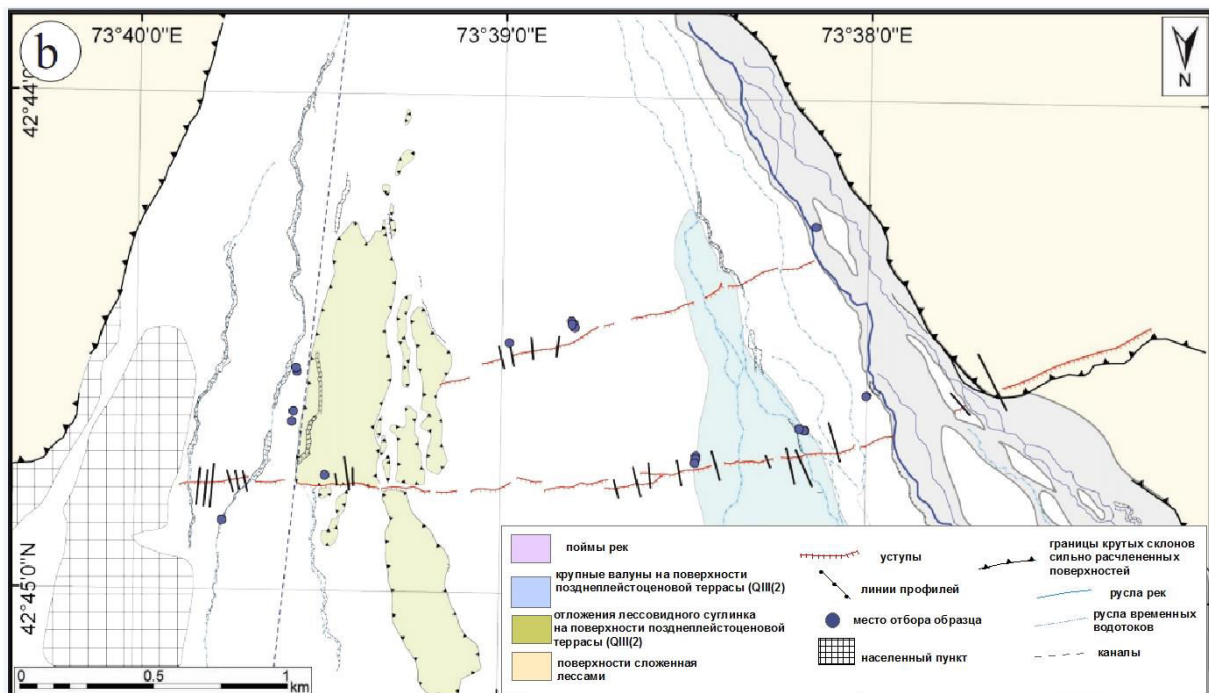 b
73°40'0"E
73°39'0"E
73°38'0"E
N
42°44'0
42°45'0"N
0
0.5
1
km
поймы рек
крупные валуны на поверхности
позднеплейстоценовой террасы (QIII(2)
отложения лессовидного суглинка
на поверхности позднеплейстоценовой
террасы (QIII(2)
поверхности сложенная
лессами
уступы
линии профилей
место отбора образца
населенный пункт
границы крутых склонов
сильно расчлененных
поверхностей
русла рек
русла временных
водотоков
каналы